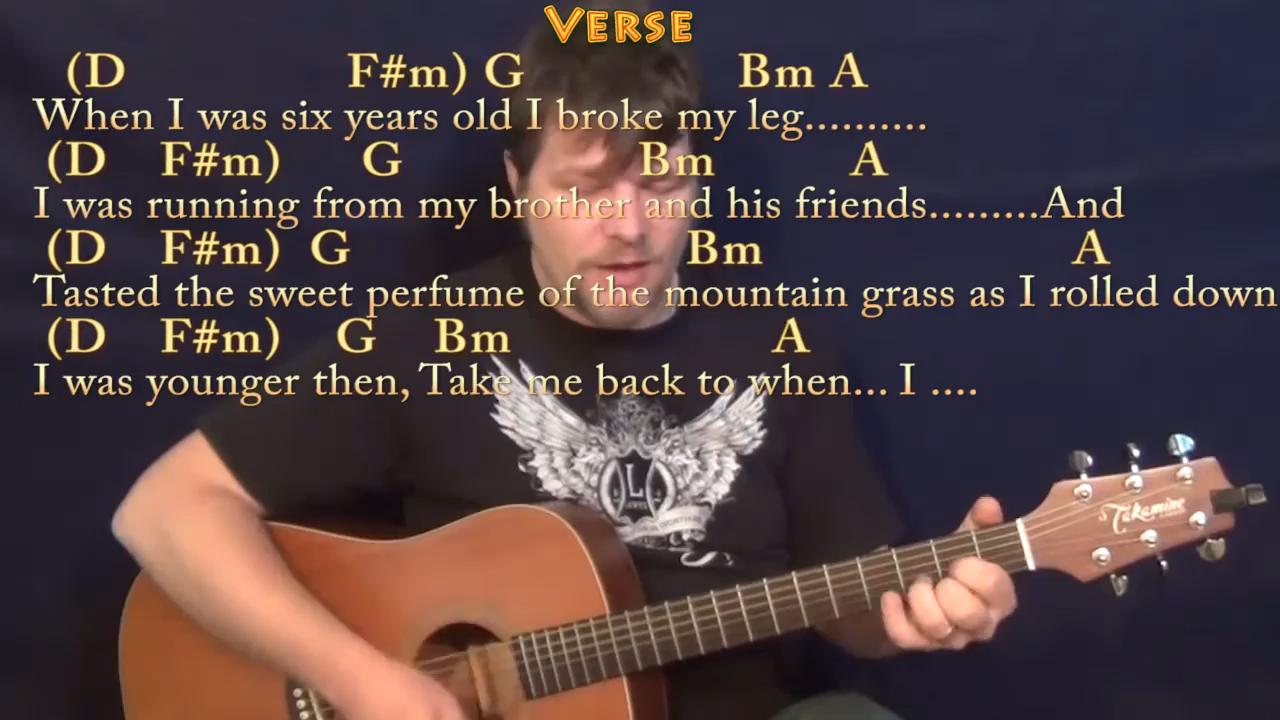 VERSE
(D F#m) G Bm A
When I was six years old I broke my leg..........
(D F#m) G Bm A
I was running from my brother and his friends.........And
(D F#m) G Bm A
Tasted the sweet perfume of the mountain grass as I rolled down
(D F#m) G Bm A
I was younger then, Take me back to when... I ....
L
Takamine